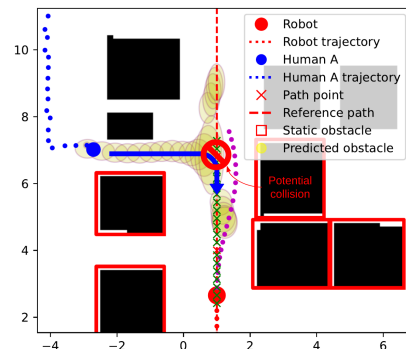 Robot
Robot trajectory
Human A
Human A trajectory
Path point
Reference path
Static obstacle
Predicted obstacle
Potential
collision
10
8
6
4
2
−4
−2
0
2
4
6